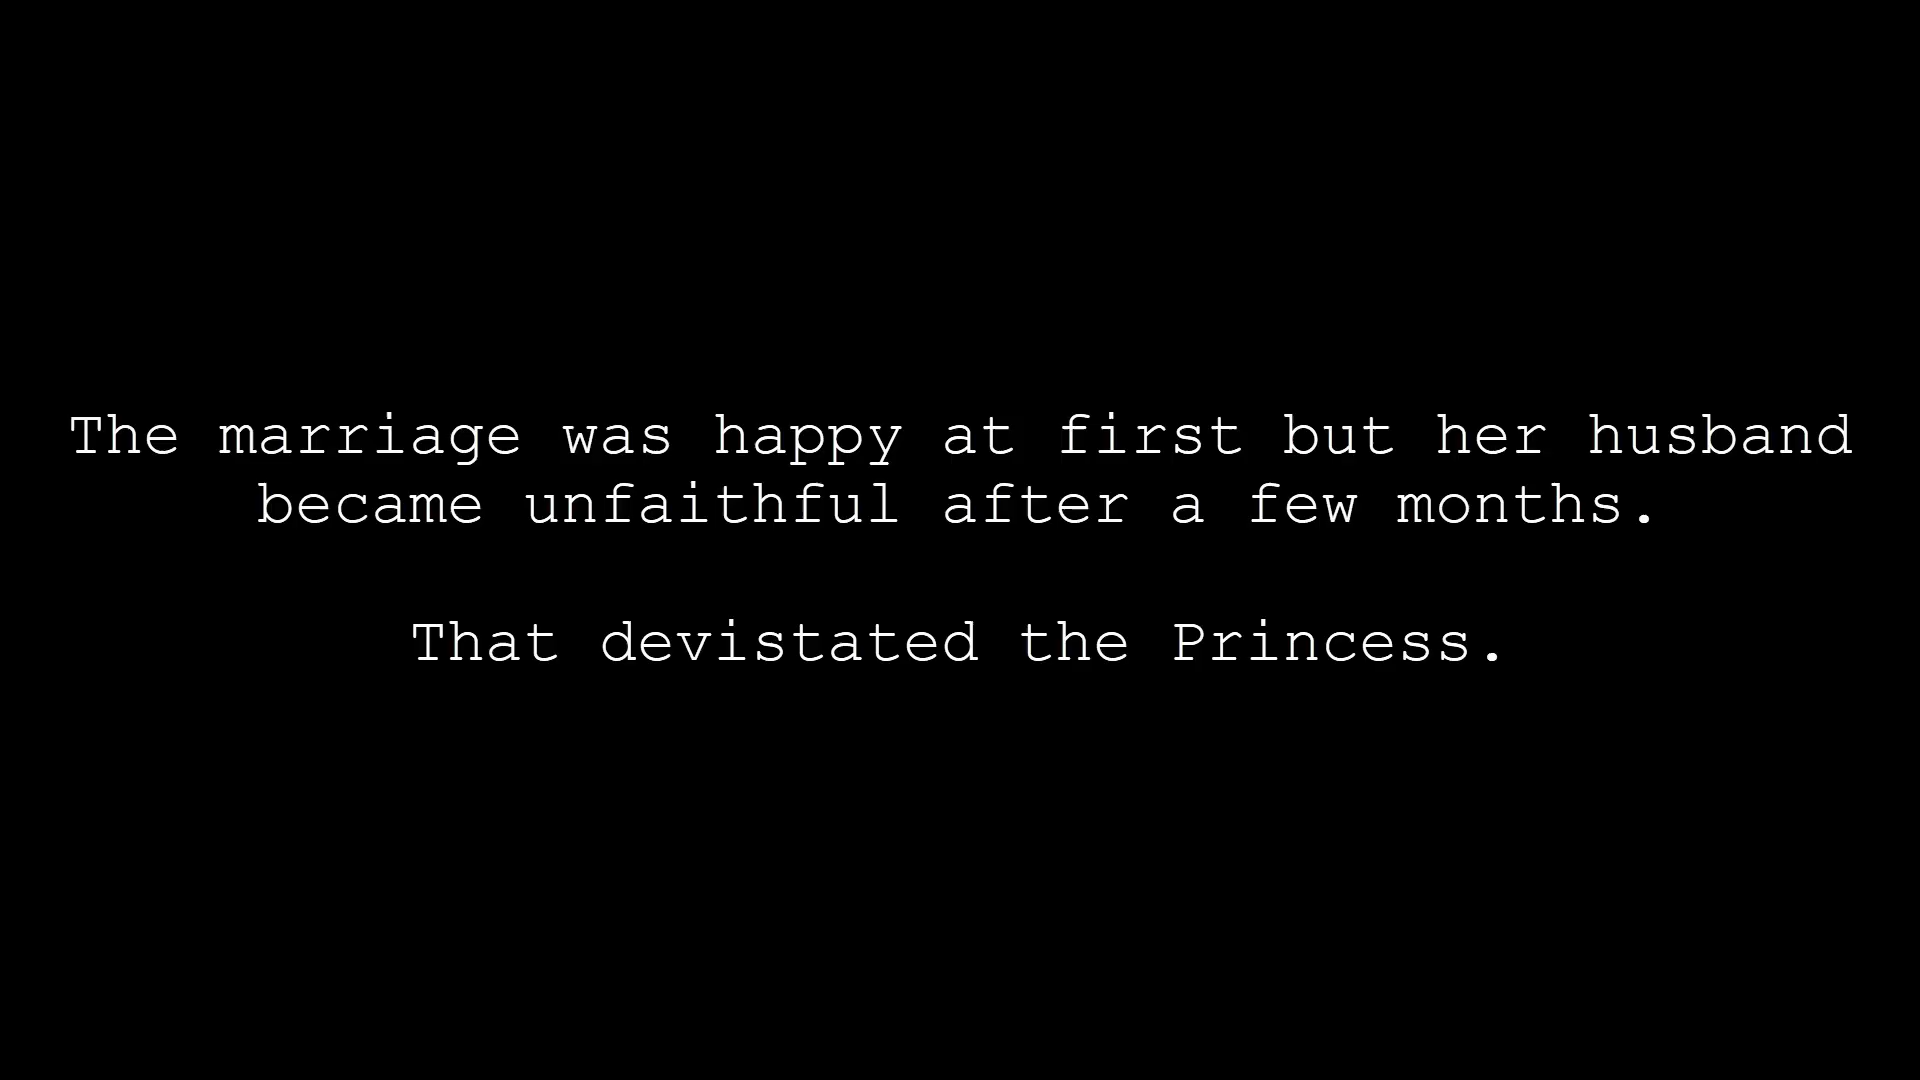 The marriage was happy at first but her husband
became unfaithful after a few months.
That devistated the Princess.